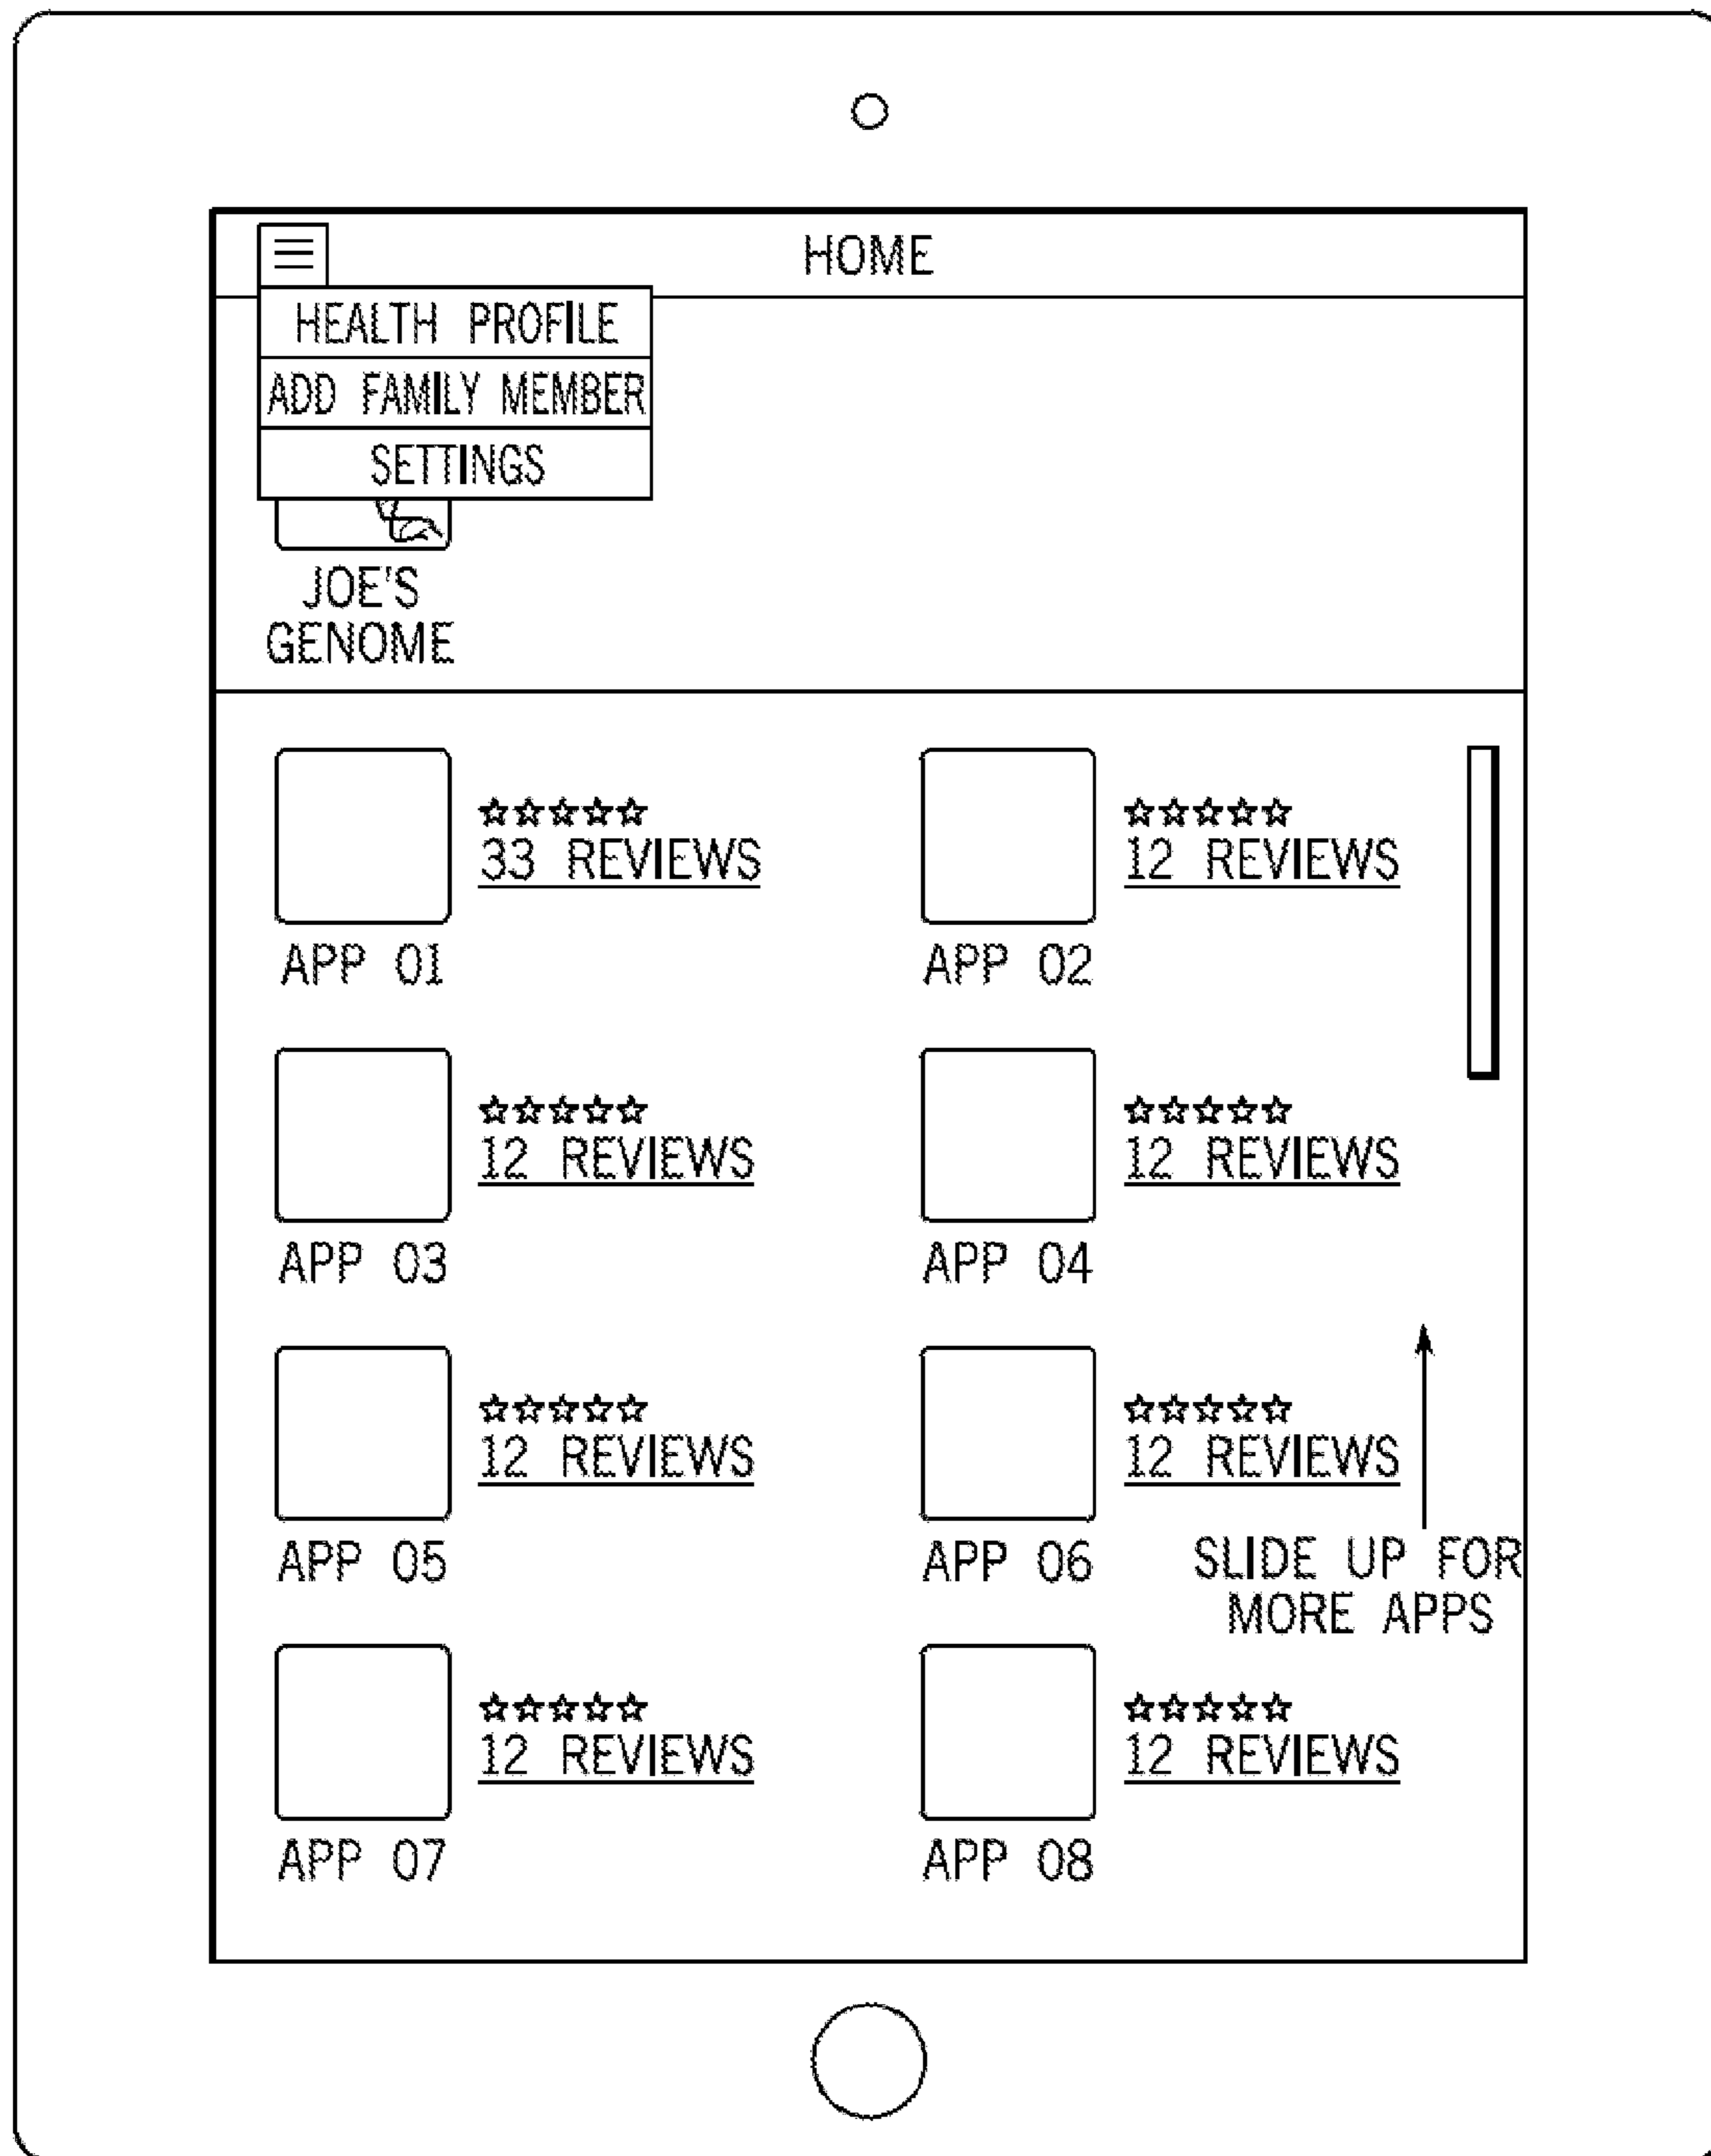 HOME
HEALTH PROFILE
ADD FAMILY MEMBER
SETTINGS
JOE'S
GENOME
☆☆☆☆☆ ☆☆☆☆☆
33 REVIEWS 12 REVIEWS
APP 01 APP 02
☆☆☆☆☆ ☆☆☆☆☆
12 REVIEWS 12 REVIEWS
APP 03 APP 04
☆☆☆☆☆ ☆☆☆☆☆
12 REVIEWS 12 REVIEWS
APP 05 APP 06
SLIDE UP FOR
MORE APPS
☆☆☆☆☆ ☆☆☆☆☆
12 REVIEWS 12 REVIEWS
APP 07 APP 08